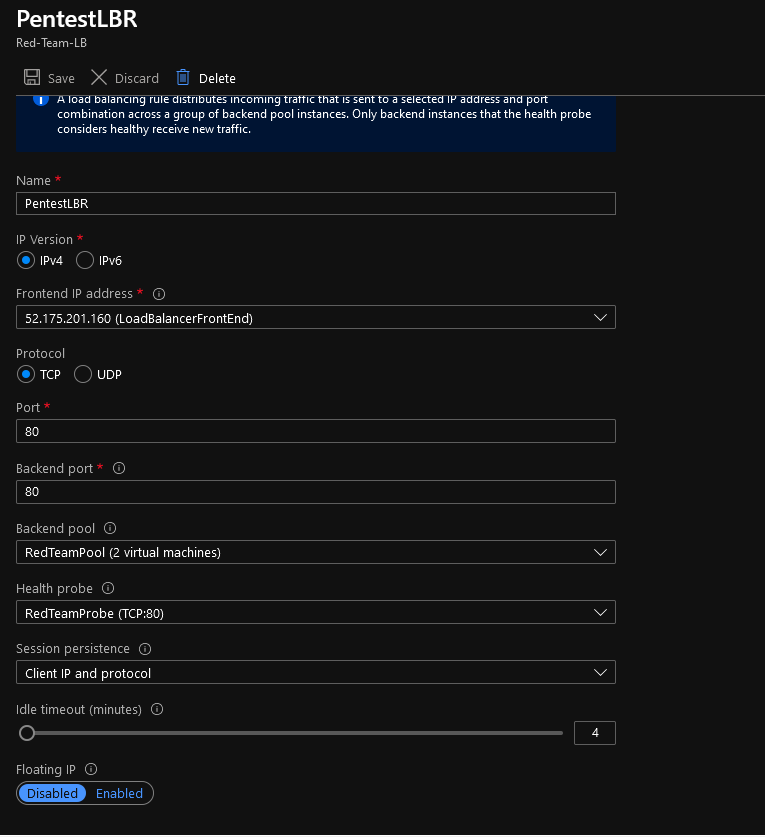 PentestLBR
Red-Team-LB
Save Discard Delete
A load balancing rule distributes incoming traffic that is sent to a selected IP address and port
combination across a group of backend pool instances. Only backend instances that the health probe
considers healthy receive new traffic.
Name *
PentestLBR
IP Version *
IPv4 IPv6
Frontend IP address *
52.175.201.160 (LoadBalancerFrontEnd)
Protocol
TCP UDP
Port *
80
Backend port *
80
Backend pool
RedTeamPool (2 virtual machines)
Health probe
RedTeamProbe (TCP:80)
Session persistence
Client IP and protocol
Idle timeout (minutes)
4
Floating IP
Disabled Enabled